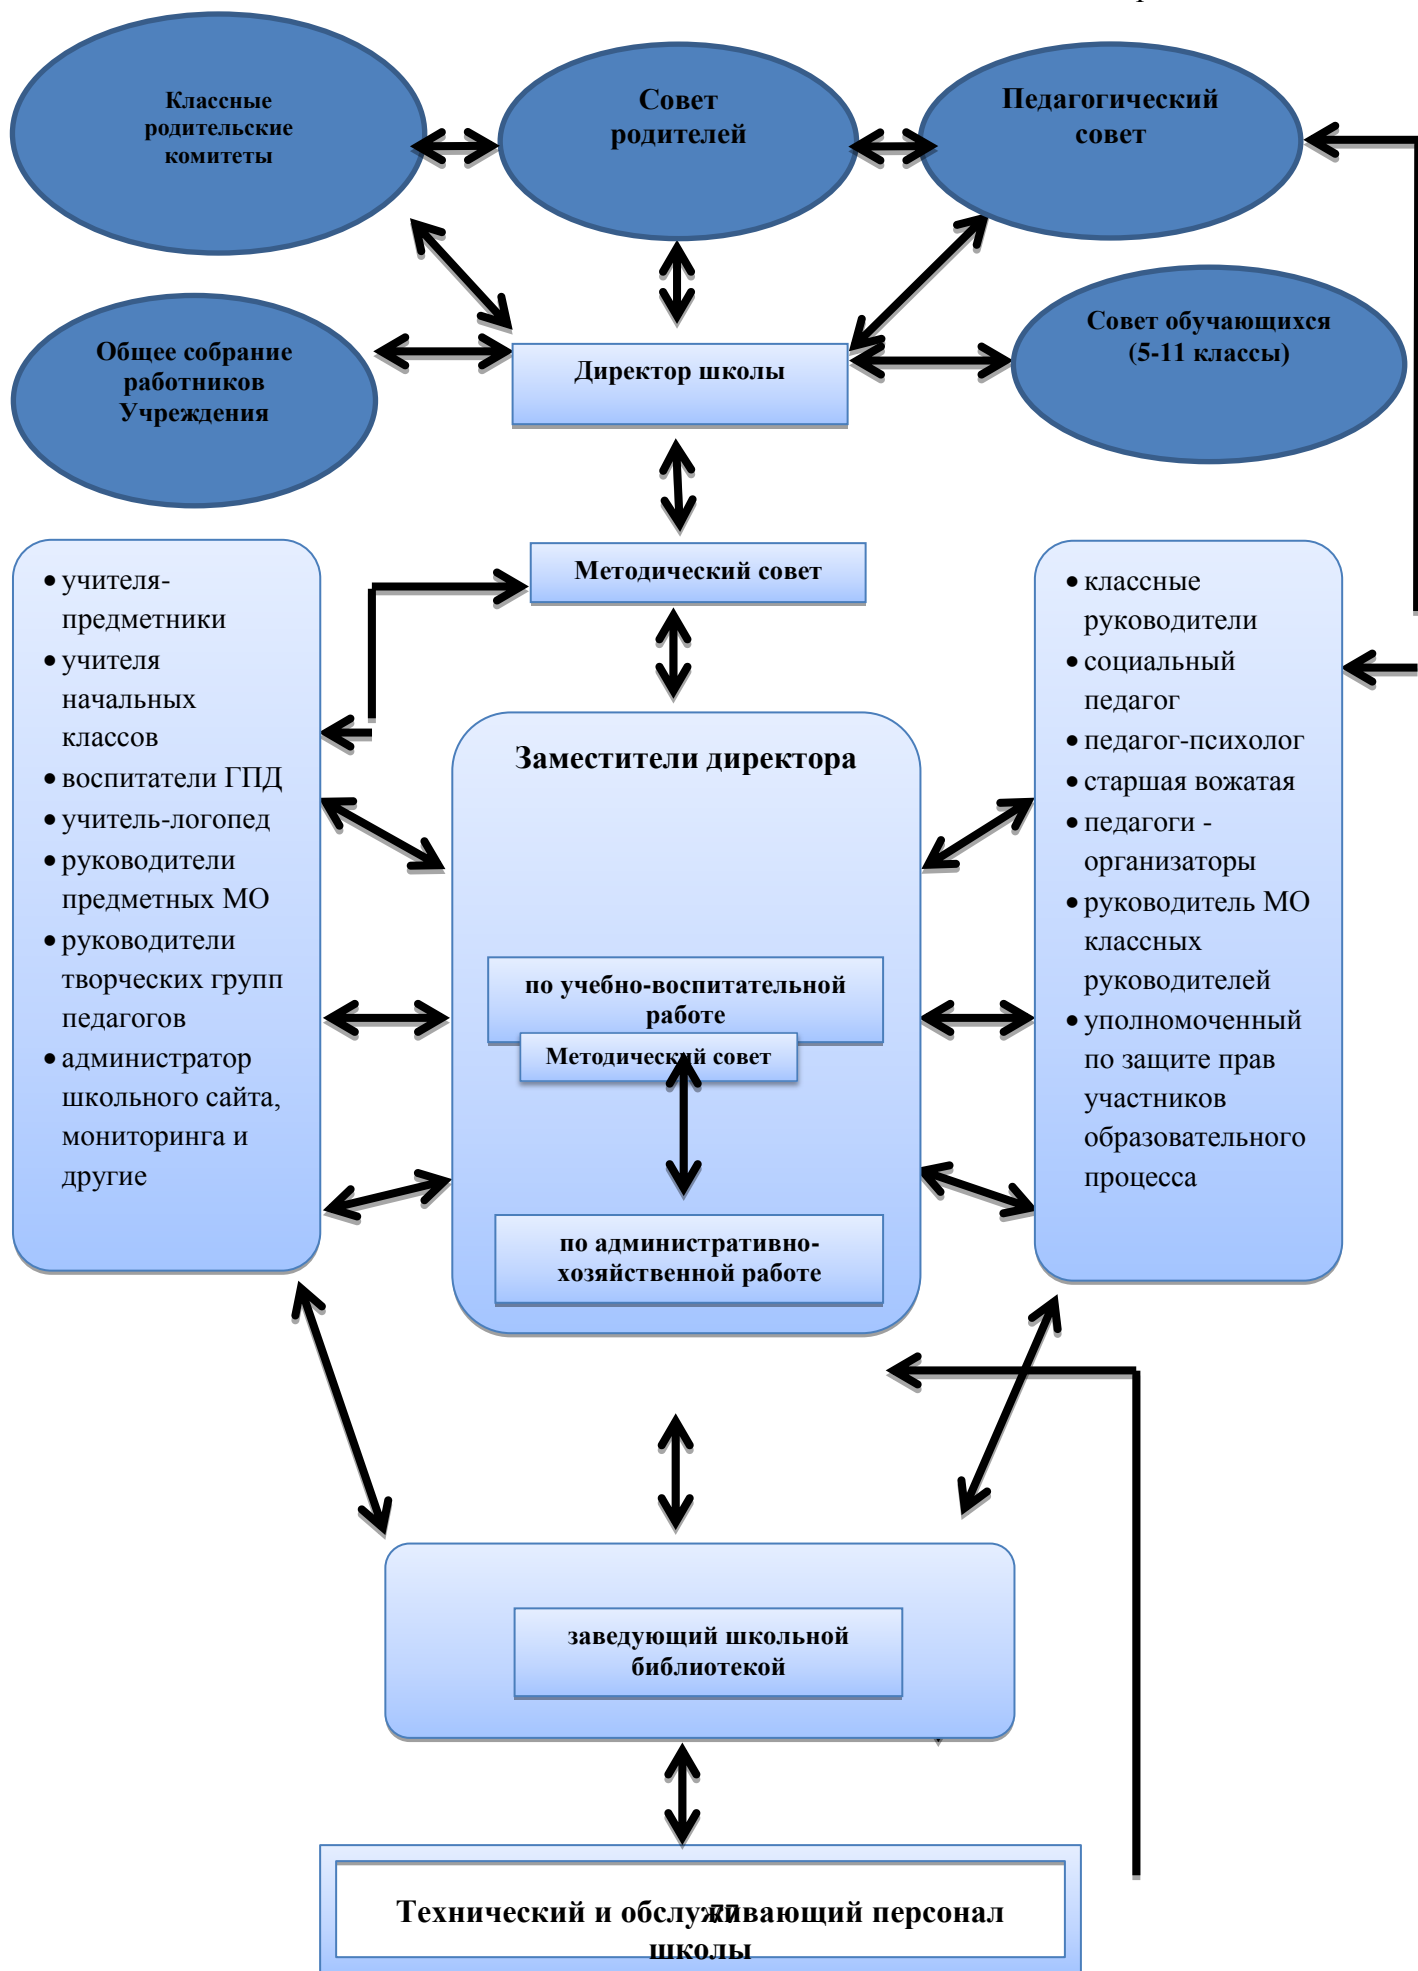 Классные
родительские
комитеты
Совет
родителей
Педагогический
совет
Общее собрание
работников
Учреждения
Директор школы
Совет обучающихся
(5-11 классы)
Методический совет
• учителя-
предметники
• учителя
начальных
классов
• воспитатели ГПД
• учитель-логопед
• руководители
предметных МО
• руководители
творческих групп
педагогов
• администратор
школьного сайта,
мониторинга и
другие
Заместители директора
по учебно-воспитательной
работе
Методический совет
по административно-
хозяйственной работе
• классные
руководители
• социальный
педагог
• педагог-психолог
• старшая вожатая
• педагоги -
организаторы
• руководитель МО
классных
руководителей
• уполномоченный
по защите прав
участников
образовательного
процесса
заведующий школьной
библиотекой
Технический и обслуживающий персонал
школы
77